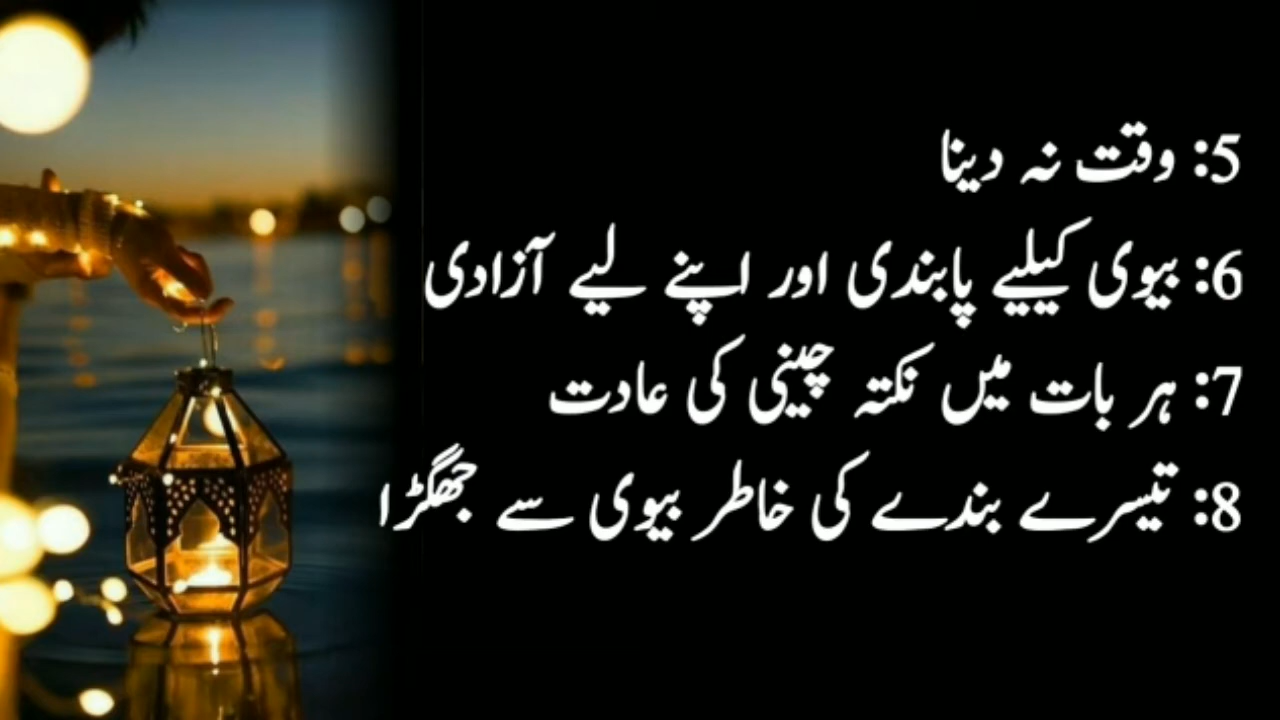 5: وقت نہ دینا
6: بیوی کیلیے پابندی اور اپنے لیے آزادی
7: ہر بات میں نکتہ چینی کی عادت
8: تیسرے بندے کی خاطر بیوی سے جھگڑا